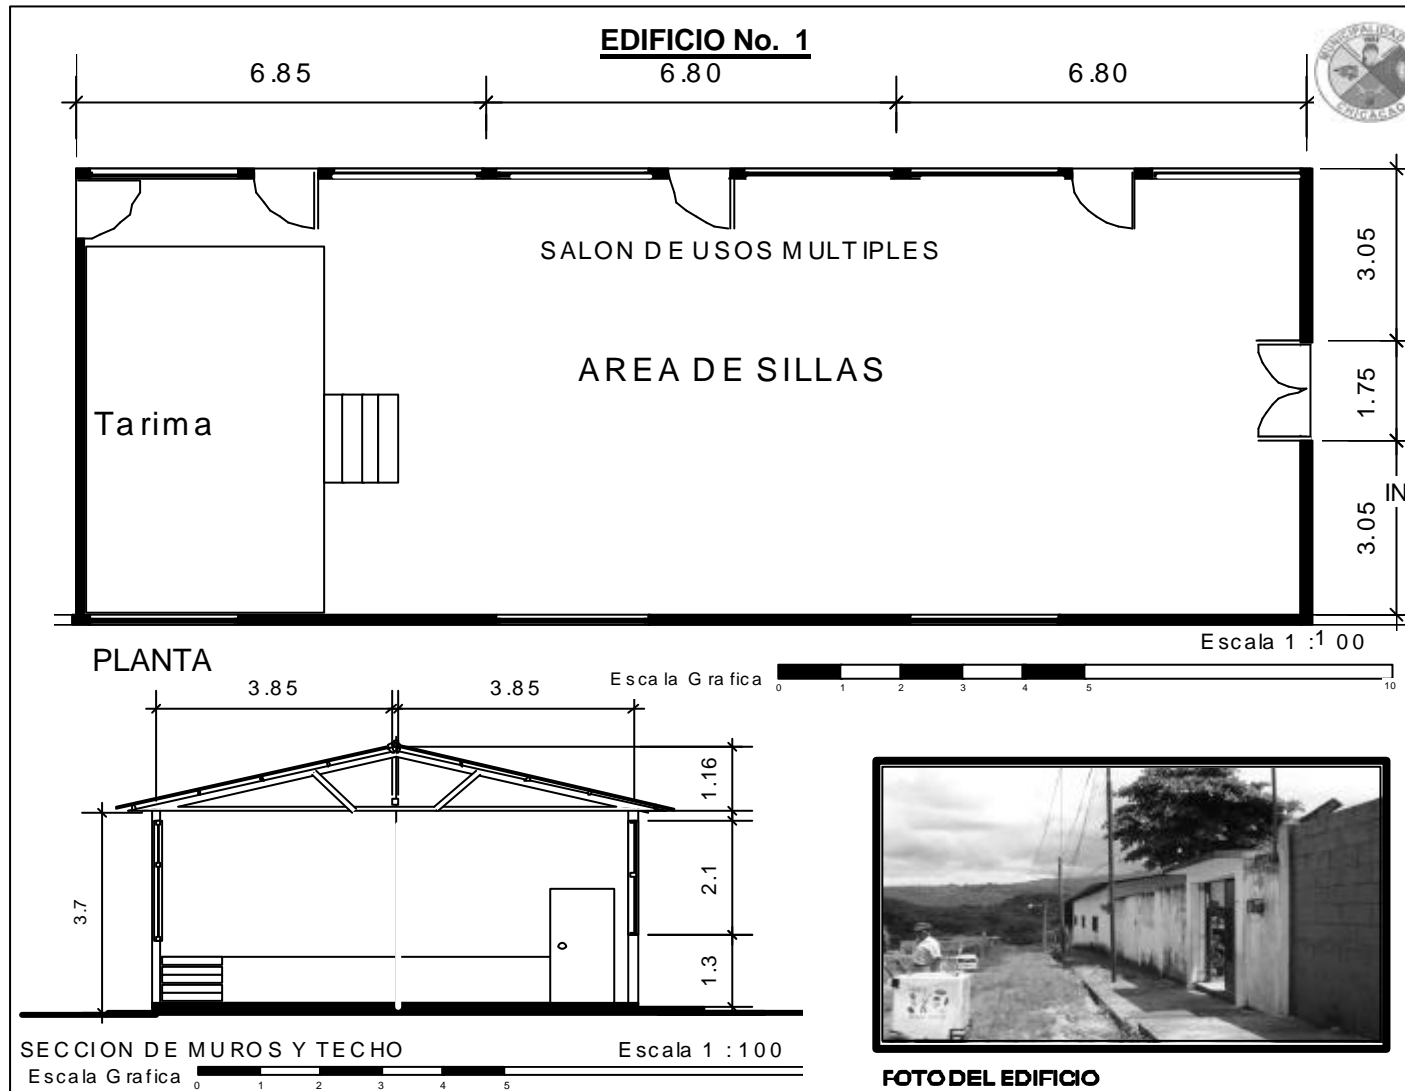 EDIFICIO No. 1
6.85 6.80 6.80
MUNICIPALIDAD
CHICACAO
SALON DE USOS MULTIPLES
3.05
AREA DE SILLAS
1.75
Tarima
IN
3.05
Escala 1 :1 00
PLANTA
Escala Grafica 0 1 2 3 4 5 10
3.85 3.85
1.16
2.1
3.7
1.3
SECCION DE MUROS Y TECHO Escala 1 :100
Escala Grafica 0 1 2 3 4 5
FOTO DEL EDIFICIO